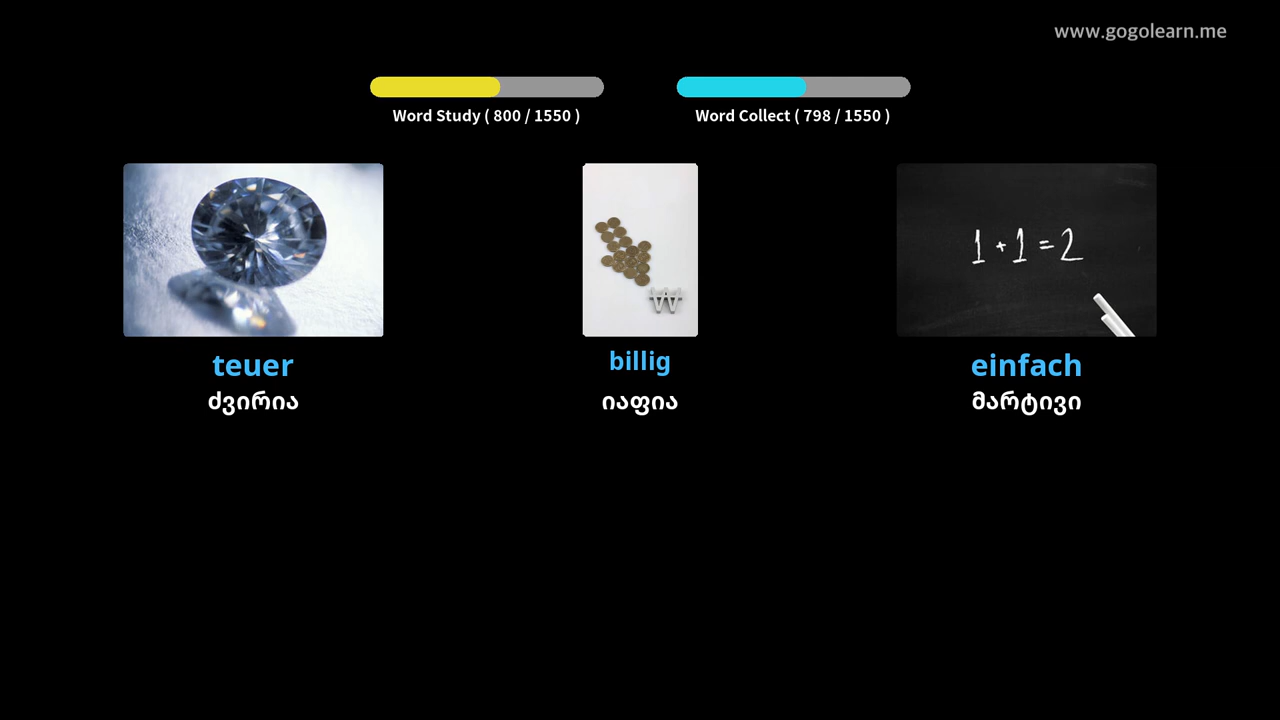 www.gogolearn.me
Word Study ( 800 / 1550 )
Word Collect ( 798 / 1550 )
₩
1 + 1 = 2
teuer
billig
einfach
ძვირია
იაფია
მარტივი